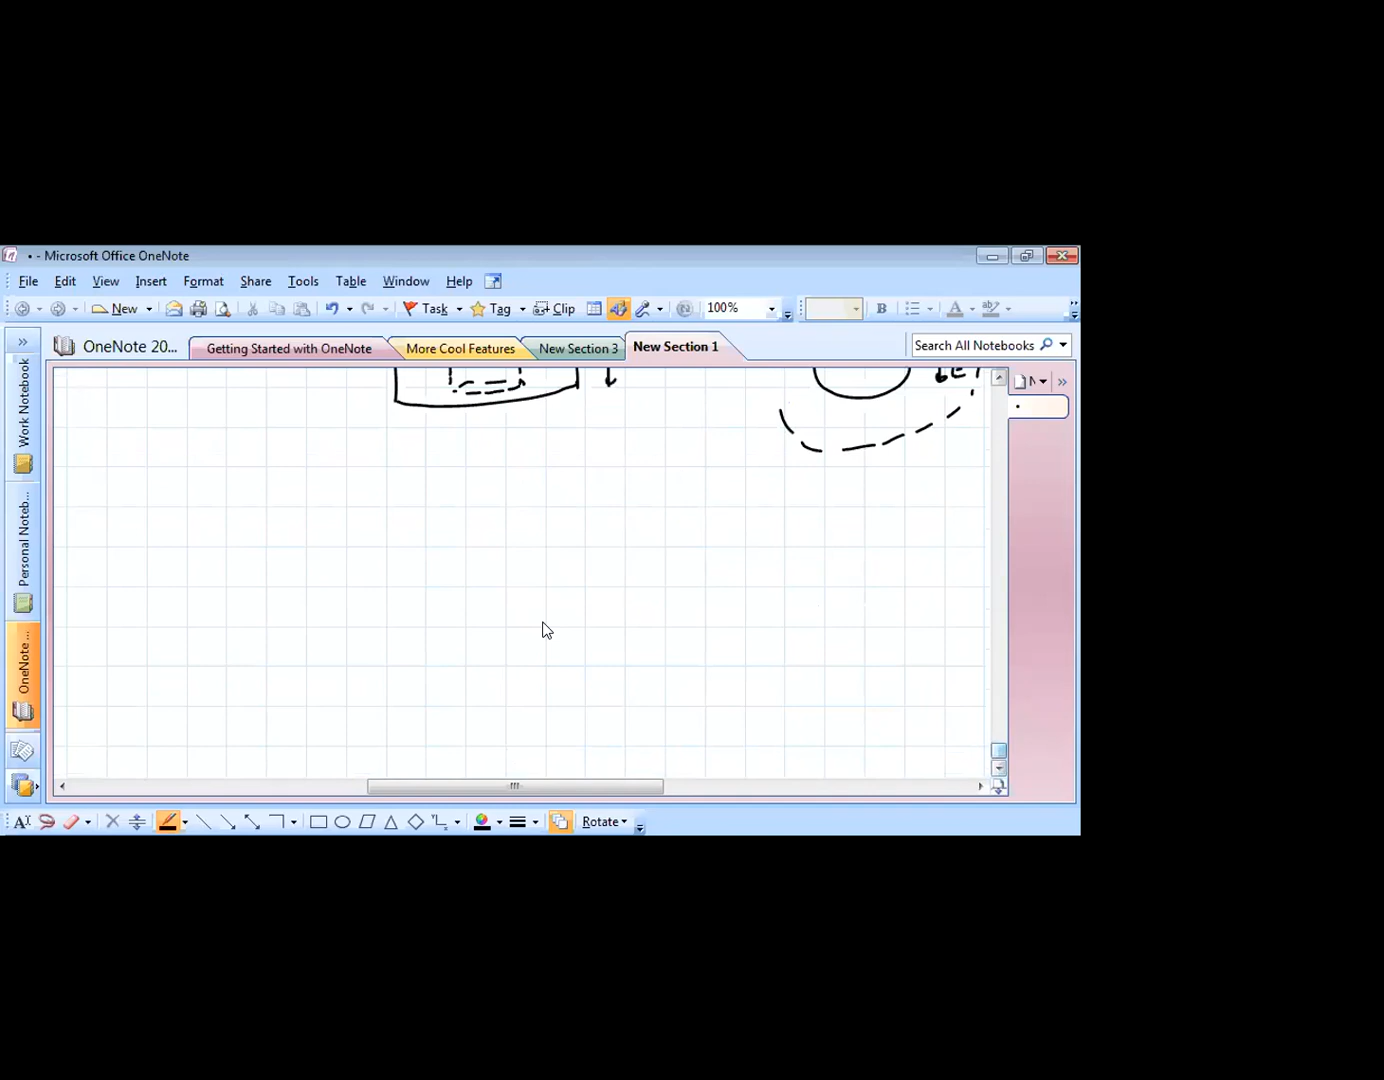 • - Microsoft Office OneNote
File Edit View Insert Format Share Tools Table Window Help
New Task Tag Clip 100% B A ab
OneNote 20... Getting Started with OneNote More Cool Features New Section 3 New Section 1 Search All Notebooks
Work Notebook
Personal Noteb...
OneNote ...
N
E
A Rotate